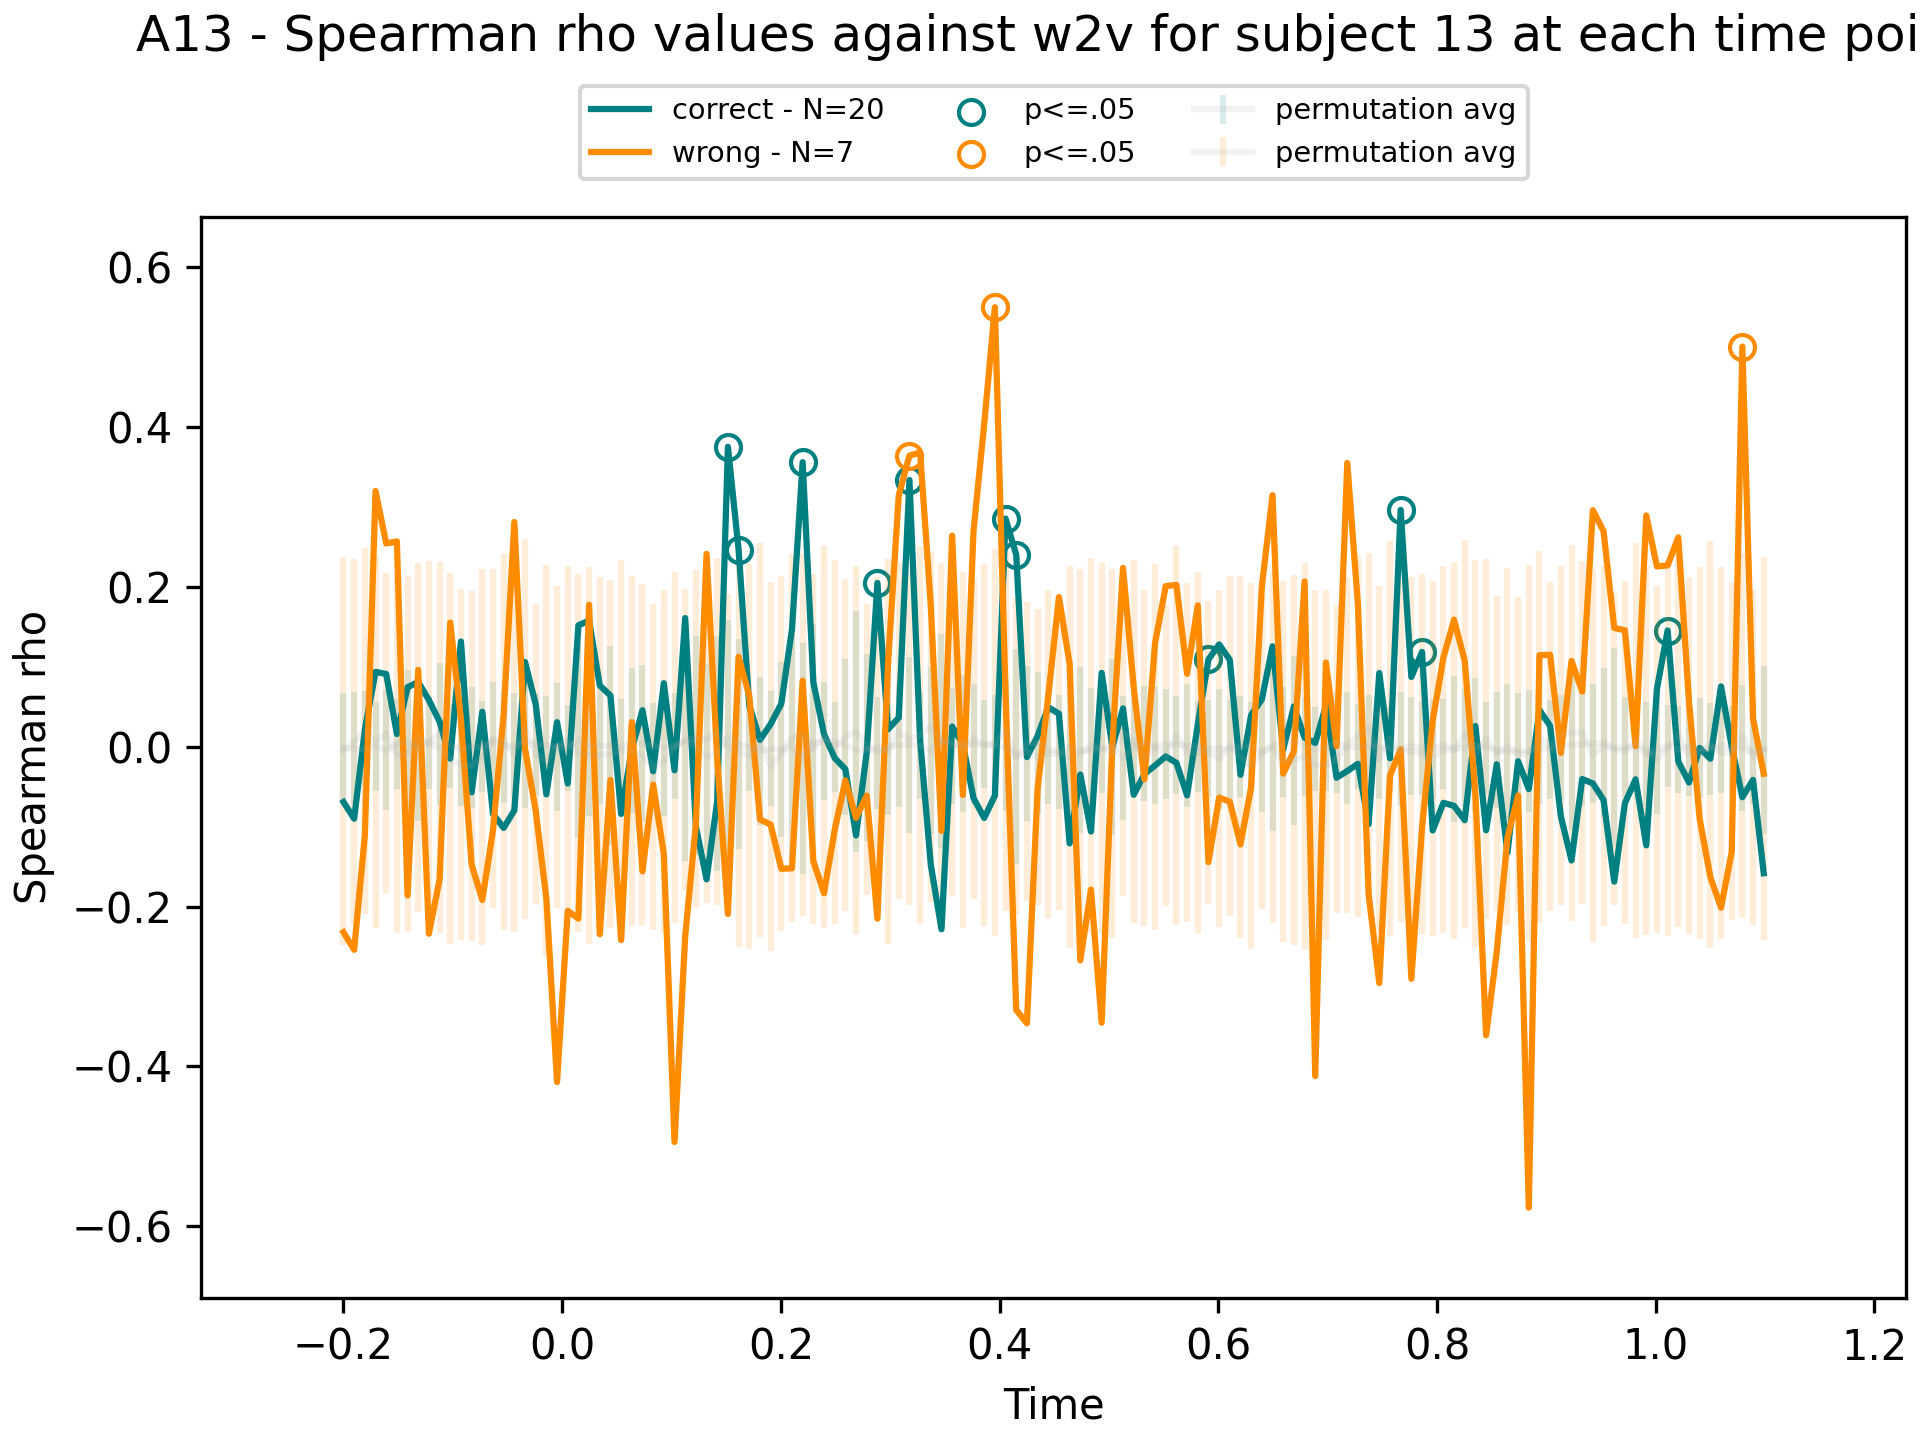 A13 - Spearman rho values against w2v for subject 13 at each time poi
correct - N=20 p<=.05 permutation avg
wrong - N=7 p<=.05 permutation avg
0.6
0.4
0.2
0.0
−0.2
−0.4
−0.6
Spearman rho
−0.2 0.0 0.2 0.4 0.6 0.8 1.0 1.2
Time